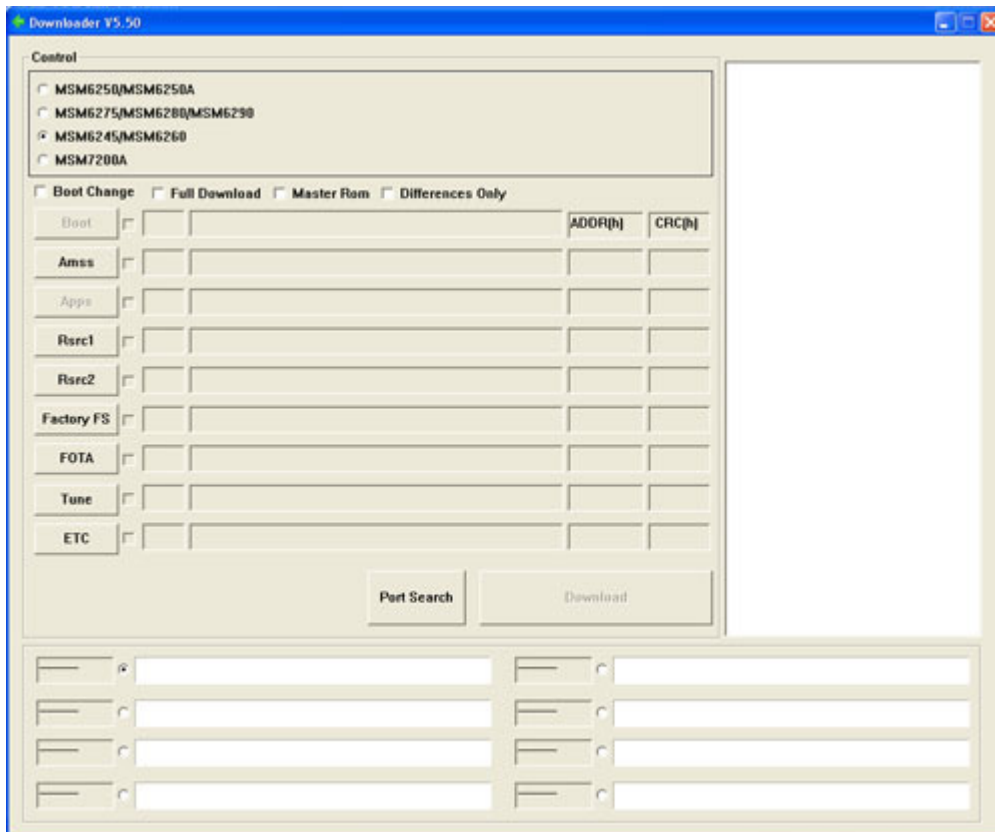 Downloader V5.50
Control
MSM6250/MSM6250A
MSM6275/MSM6280/MSM6290
MSM6245/MSM6260
MSM7200A
Boot Change Full Download Master Rom Differences Only
Boot ADDR(h) CRC(h)
Amss
Apps
Rsrc1
Rsrc2
Factory FS
FOTA
Tune
ETC
Port Search Download